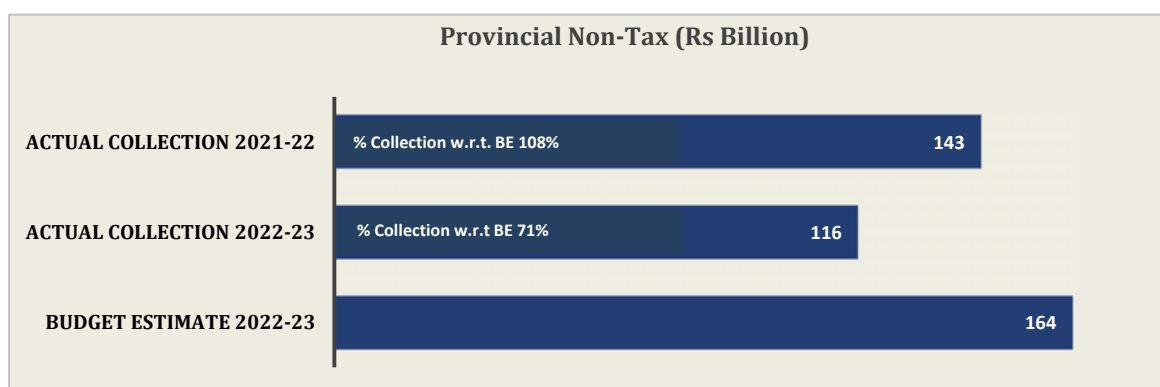 Provincial Non-Tax (Rs Billion)
ACTUAL COLLECTION 2021-22
% Collection w.r.t. BE 108%
143
ACTUAL COLLECTION 2022-23
% Collection w.r.t BE 71%
116
BUDGET ESTIMATE 2022-23
164